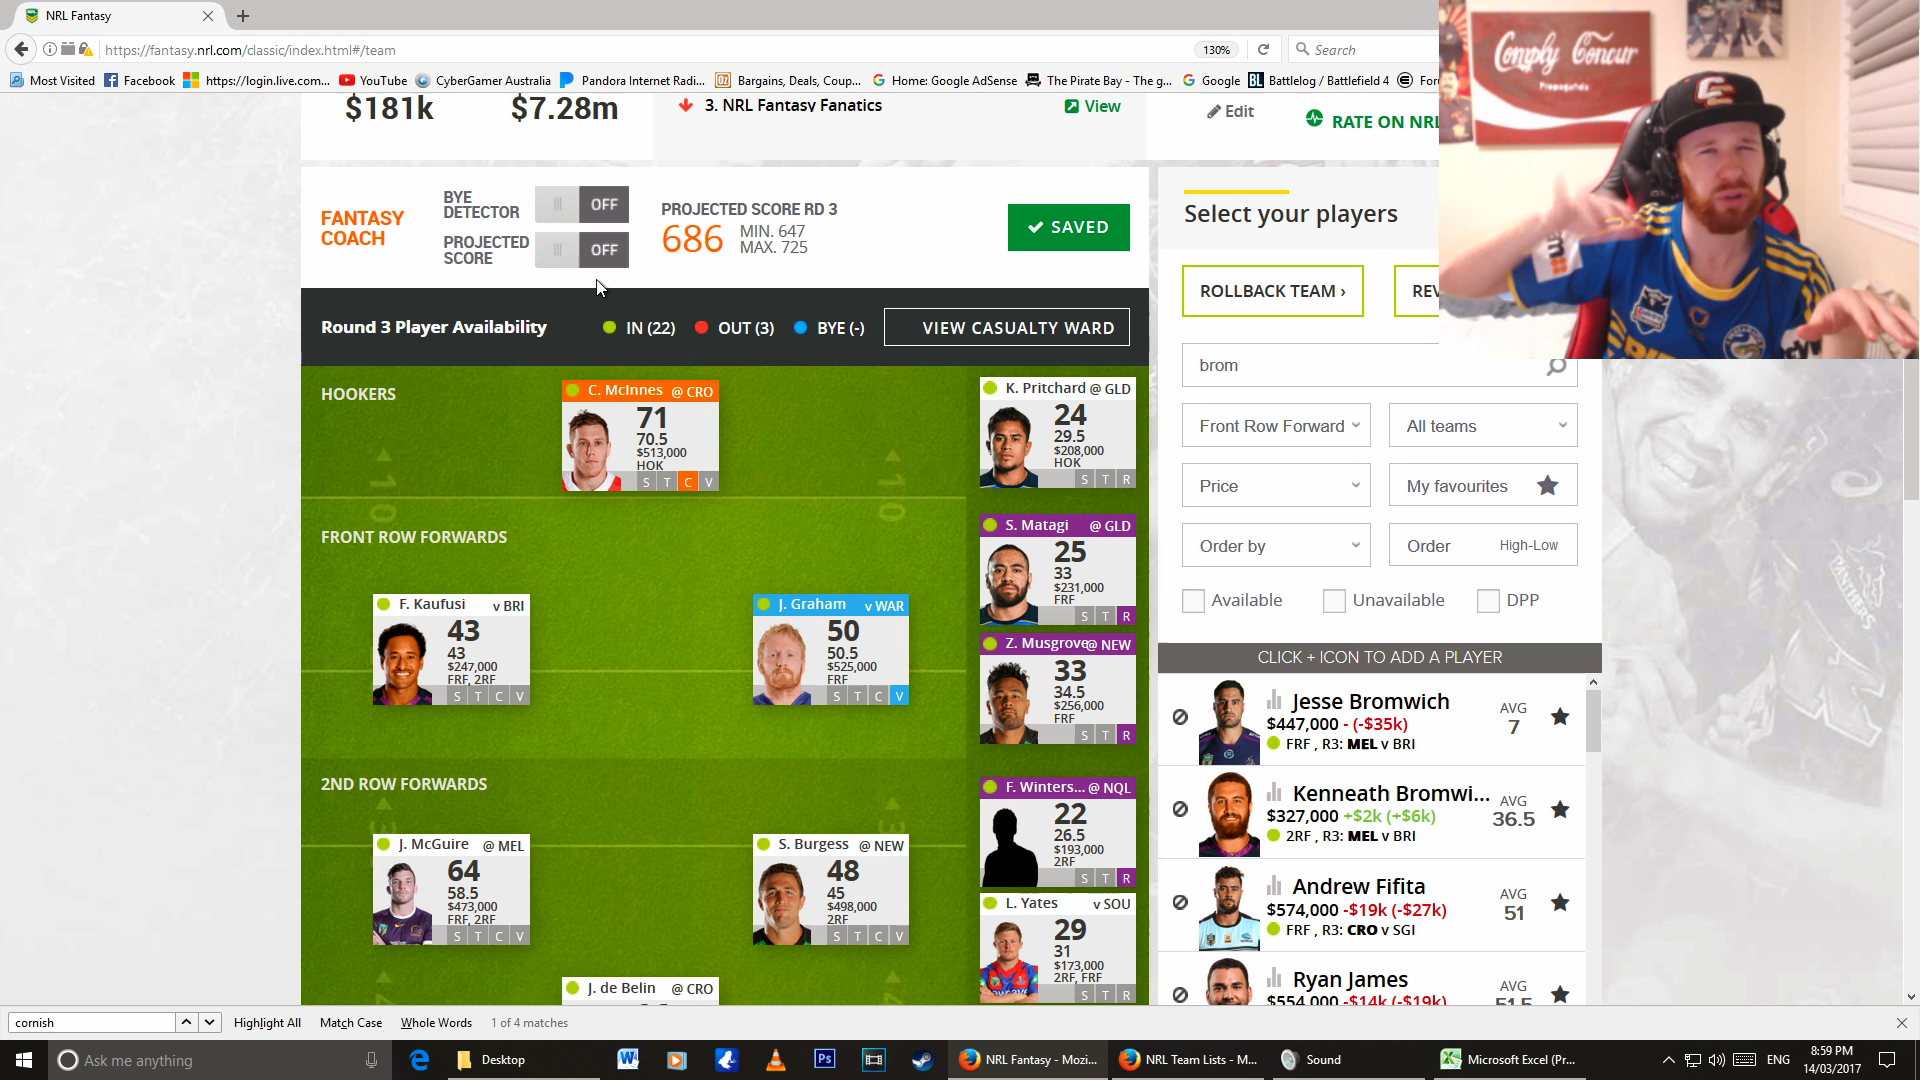 NRL Fantasy
https://fantasy.nrl.com/classic/index.html#/team
130%
Search
Most Visited
Facebook
https://login.live.com...
YouTube
CyberGamer Australia
Pandora Internet Radi...
Bargains, Deals, Coup...
Home: Google AdSense
The Pirate Bay - The g...
Google
Battlelog / Battlefield 4
For
Comply Concur
Propaganda
$181k
$7.28m
3. NRL Fantasy Fanatics
View
Edit
RATE ON NRL
FANTASY
COACH
BYE
DETECTOR
OFF
PROJECTED
SCORE
OFF
PROJECTED SCORE RD 3
686
MIN. 647
MAX. 725
SAVED
Select your players
ROLLBACK TEAM ›
REV
Round 3 Player Availability
IN (22)
OUT (3)
BYE (-)
VIEW CASUALTY WARD
brom
Front Row Forward
All teams
Price
My favourites
Order by
Order
High-Low
Available
Unavailable
DPP
CLICK + ICON TO ADD A PLAYER
HOOKERS
C. McInnes @ CRO
71
70.5
$513,000
HOK
S T C V
K. Pritchard @ GLD
24
29.5
$208,000
HOK
S T R
FRONT ROW FORWARDS
S. Matagi @ GLD
25
33
$231,000
FRF
S T R
F. Kaufusi v BRI
43
43
$247,000
FRF, 2RF
S T C V
J. Graham v WAR
50
50.5
$525,000
FRF
S T C V
Z. Musgrove @ NEW
33
34.5
$256,000
FRF
S T R
2ND ROW FORWARDS
F. Winters... @ NQL
22
26.5
$193,000
2RF
S T R
J. McGuire @ MEL
64
58.5
$473,000
FRF, 2RF
S T C V
S. Burgess @ NEW
48
45
$498,000
2RF
S T C V
L. Yates v SOU
29
31
$173,000
2RF, FRF
S T R
J. de Belin @ CRO
Jesse Bromwich
$447,000 - (-$35k)
FRF , R3: MEL v BRI
AVG
7
Kenneath Bromwi...
$327,000 +$2k (+$6k)
2RF , R3: MEL v BRI
AVG
36.5
Andrew Fifita
$574,000 -$19k (-$27k)
FRF , R3: CRO v SGI
AVG
51
Ryan James
$554,000 -$14k (-$19k)
AVG
51.5
PANTHERS
cornish
Highlight All
Match Case
Whole Words
1 of 4 matches
Ask me anything
Desktop
NRL Fantasy - Mozi...
NRL Team Lists - M...
Sound
Microsoft Excel (Pr...
ENG
8:59 PM
14/03/2017